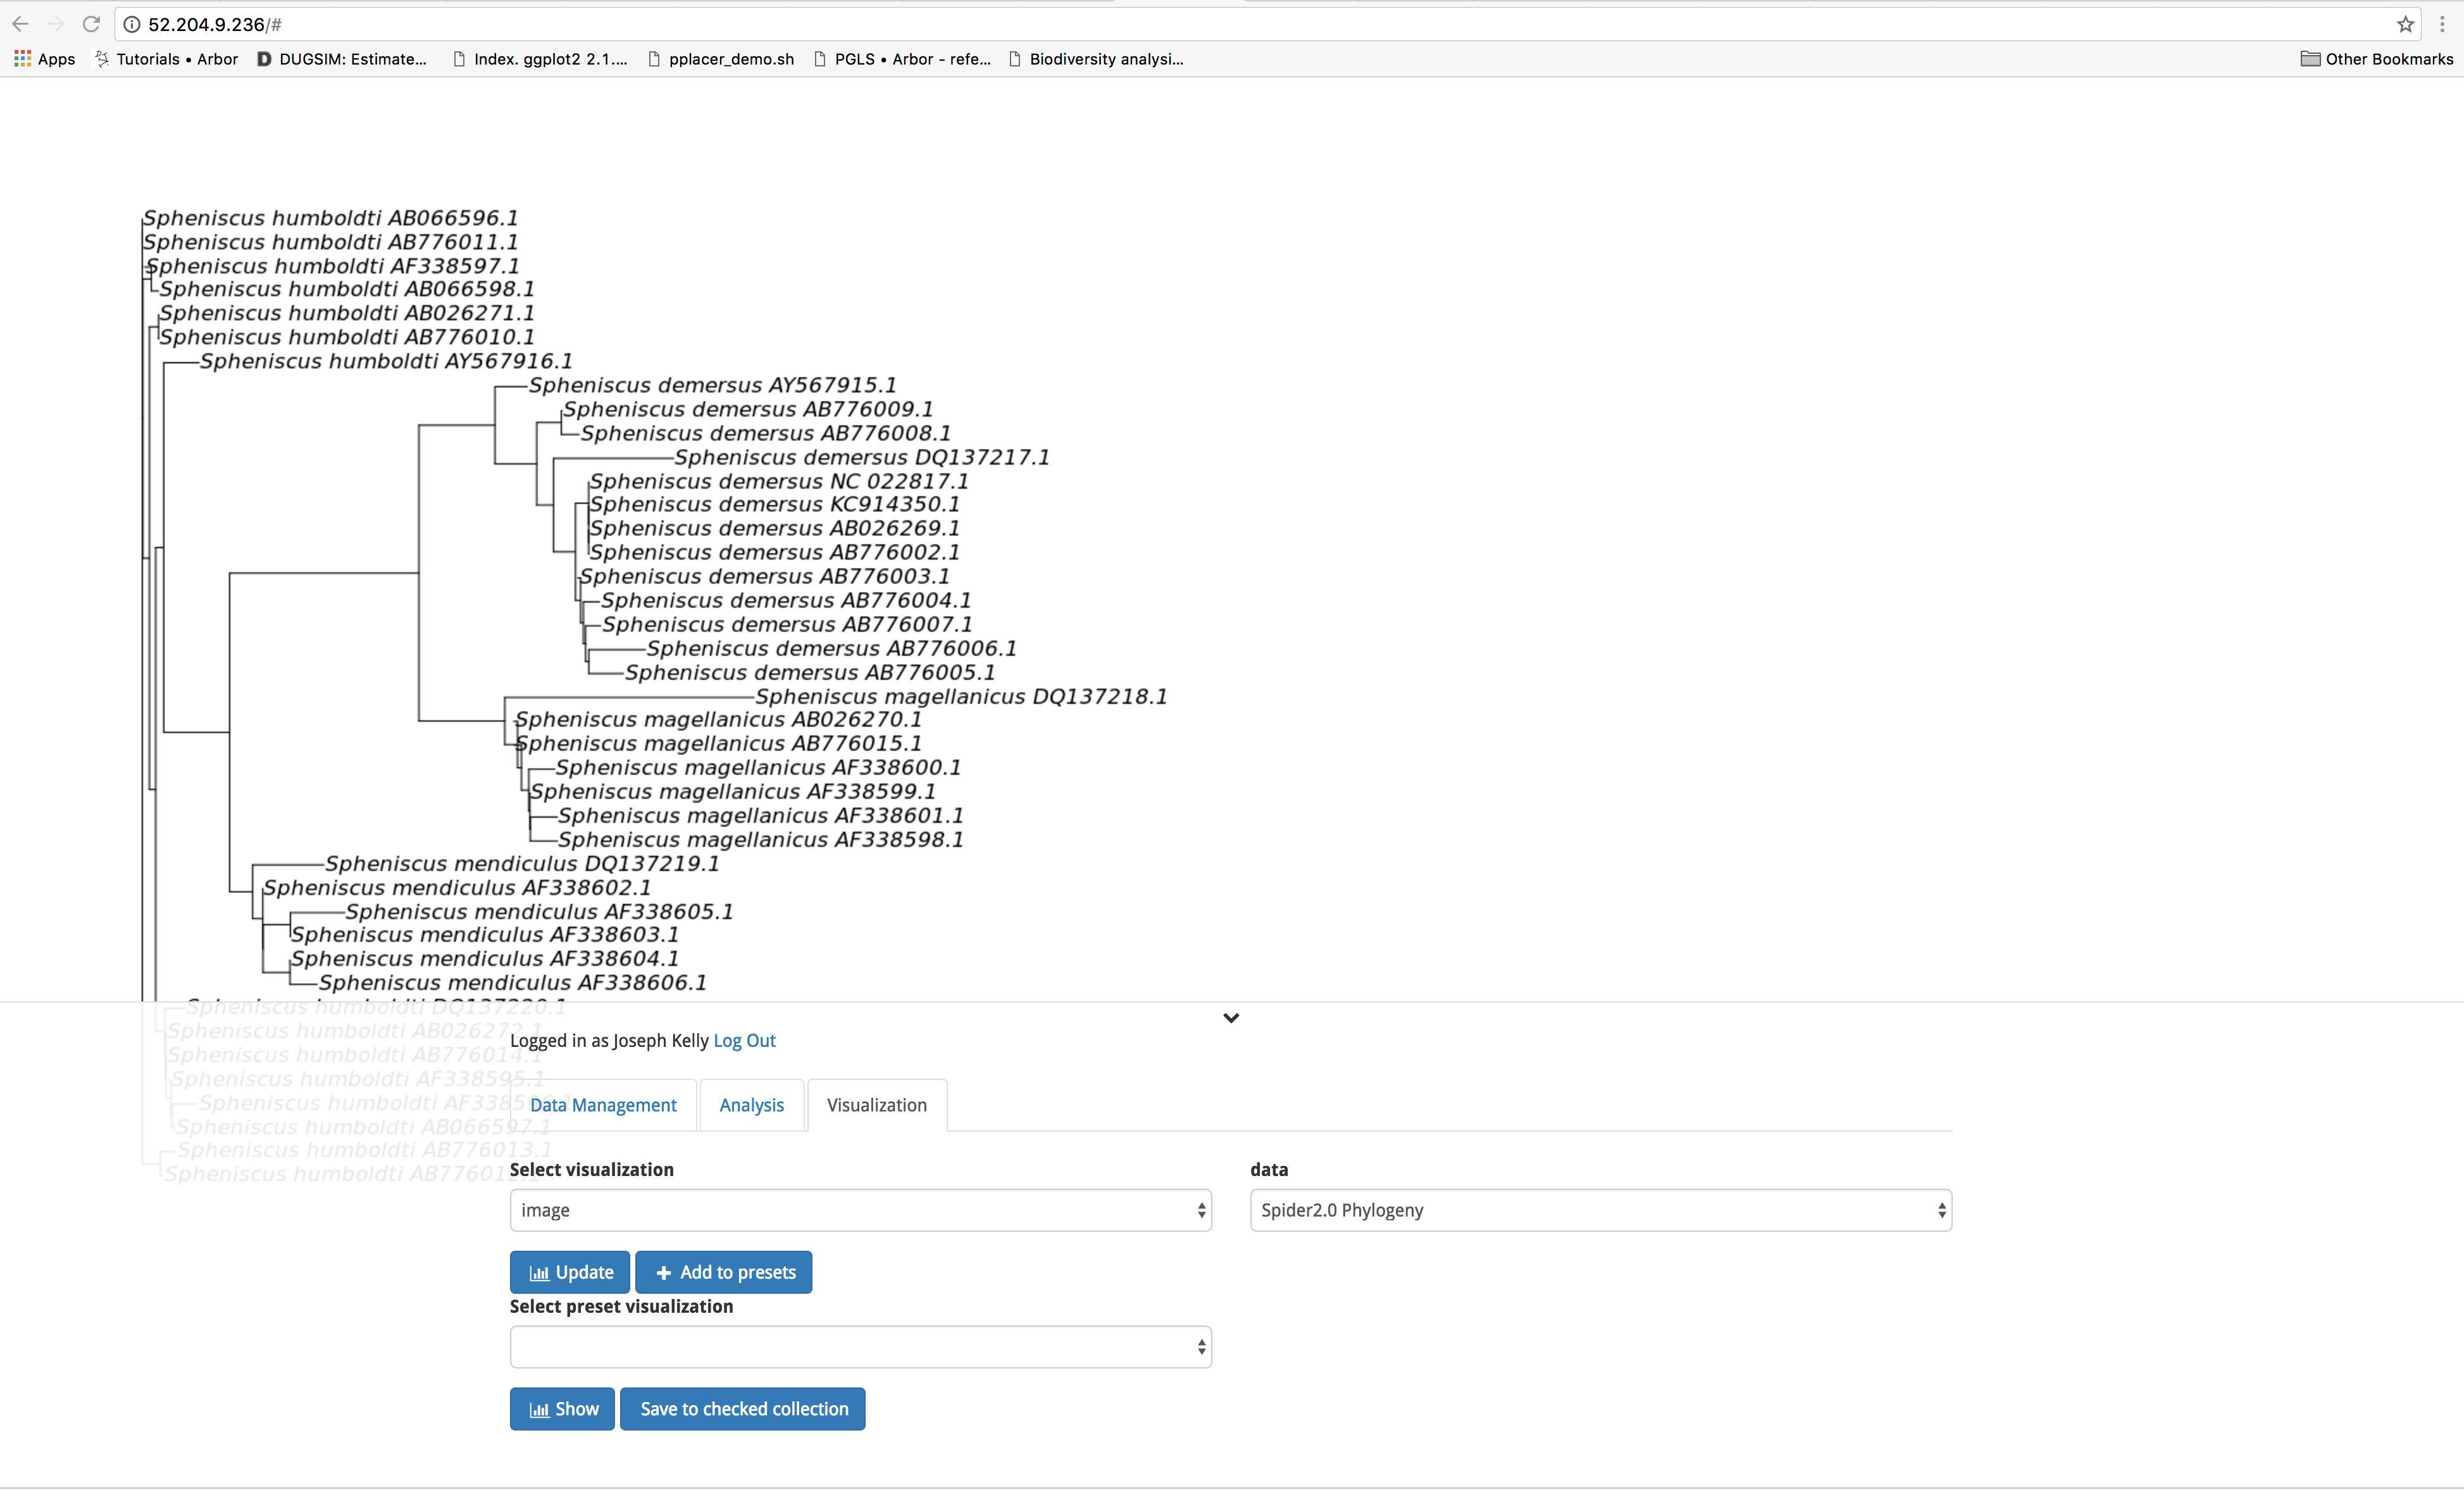 52.204.9.236/#
Apps Tutorials • Arbor DUGSIM: Estimate... Index. ggplot2 2.1.... pplacer_demo.sh PGLS • Arbor - refe... Biodiversity analysi... Other Bookmarks
Spheniscus humboldti AB066596.1
Spheniscus humboldti AB776011.1
Spheniscus humboldti AF338597.1
Spheniscus humboldti AB066598.1
Spheniscus humboldti AB026271.1
Spheniscus humboldti AB776010.1
Spheniscus humboldti AY567916.1
Spheniscus demersus AY567915.1
Spheniscus demersus AB776009.1
Spheniscus demersus AB776008.1
Spheniscus demersus DQ137217.1
Spheniscus demersus NC 022817.1
Spheniscus demersus KC914350.1
Spheniscus demersus AB026269.1
Spheniscus demersus AB776002.1
Spheniscus demersus AB776003.1
Spheniscus demersus AB776004.1
Spheniscus demersus AB776007.1
Spheniscus demersus AB776006.1
Spheniscus demersus AB776005.1
Spheniscus magellanicus DQ137218.1
Spheniscus magellanicus AB026270.1
Spheniscus magellanicus AB776015.1
Spheniscus magellanicus AF338600.1
Spheniscus magellanicus AF338599.1
Spheniscus magellanicus AF338601.1
Spheniscus magellanicus AF338598.1
Spheniscus mendiculus DQ137219.1
Spheniscus mendiculus AF338602.1
Spheniscus mendiculus AF338605.1
Spheniscus mendiculus AF338603.1
Spheniscus mendiculus AF338604.1
Spheniscus mendiculus AF338606.1
Spheniscus humboldti DQ137220.1
Spheniscus humboldti AB026272.1
Spheniscus humboldti AB776014.1
Spheniscus humboldti AF338595.1
Spheniscus humboldti
Spheniscus humboldti AB066597.1
Spheniscus humboldti AB776013.1
Spheniscus humboldti
Logged in as Joseph Kelly Log Out
Data Management Analysis Visualization
Select visualization data
image Spider2.0 Phylogeny
Update Add to presets
Select preset visualization
Show Save to checked collection